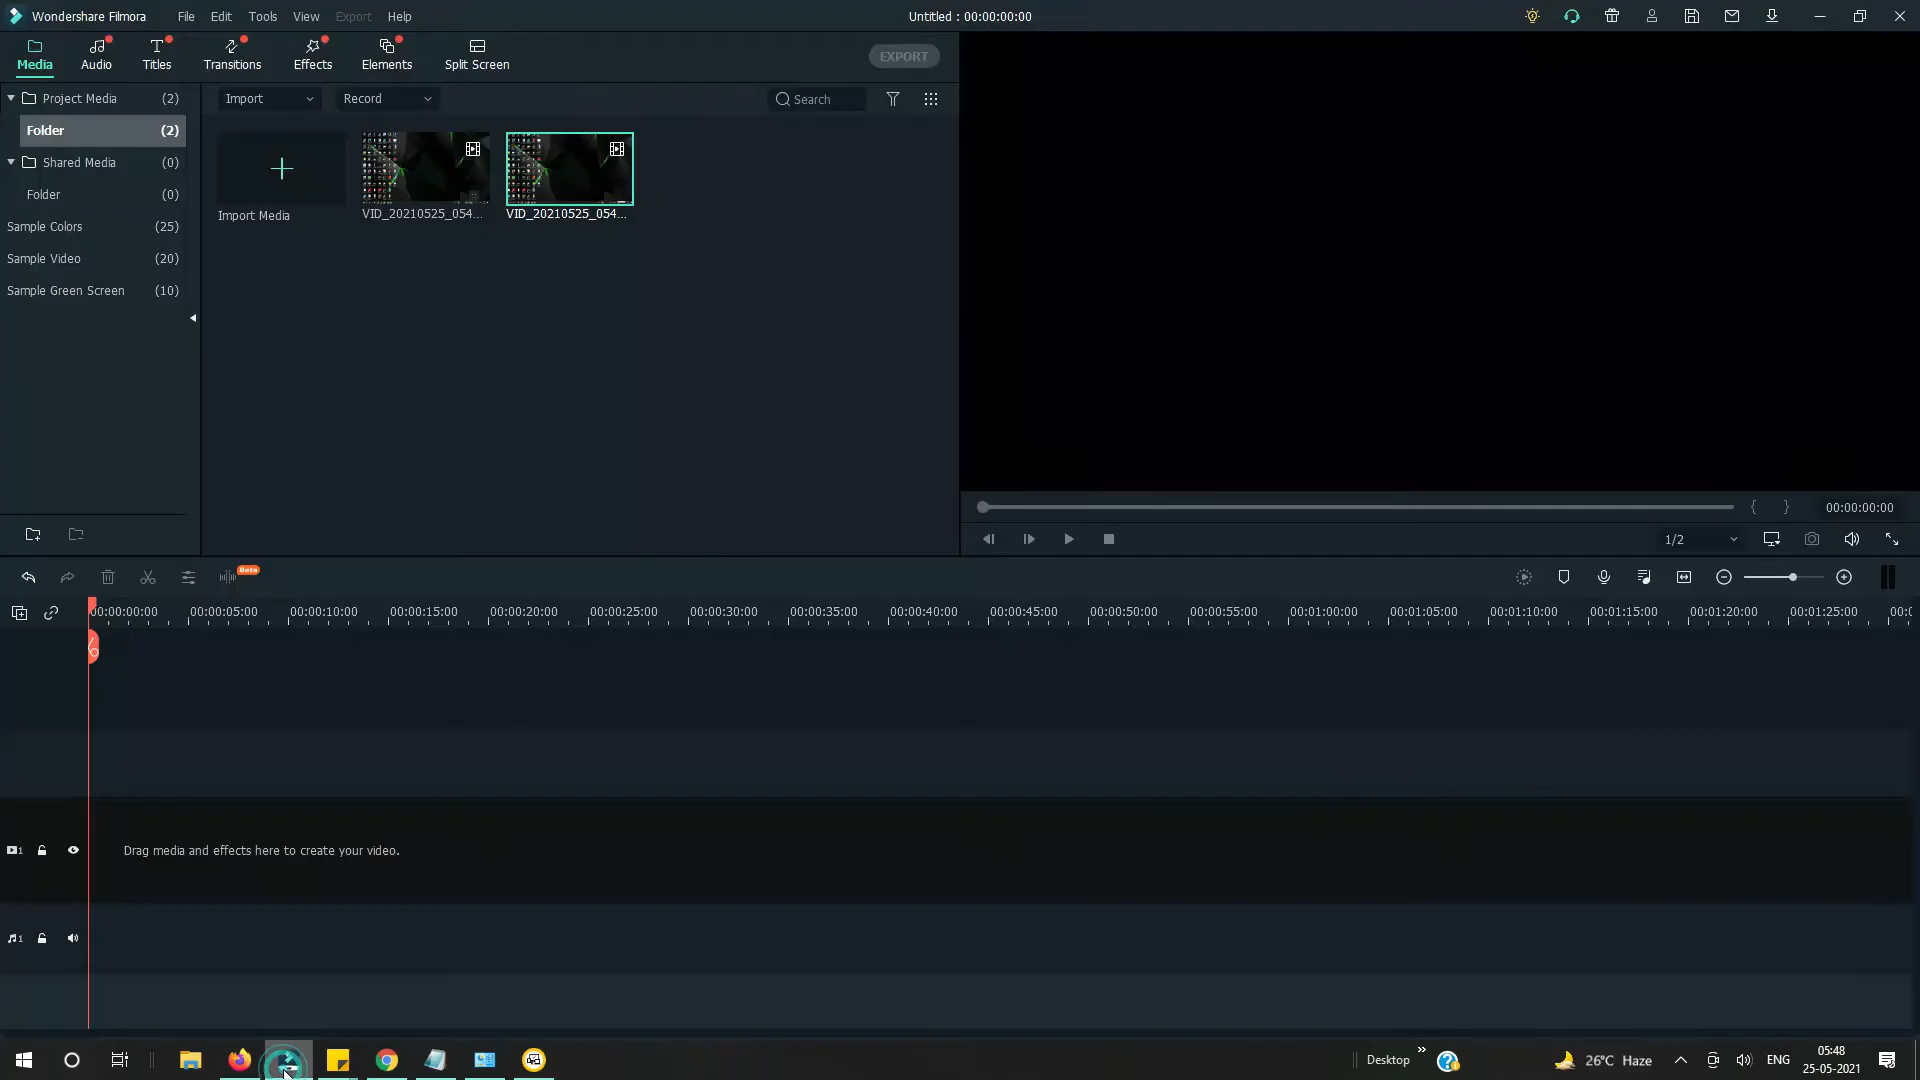 Wondershare Filmora File Edit Tools View Export Help Untitled : 00:00:00:00
Media Audio Titles Transitions Effects Elements Split Screen EXPORT
Project Media (2) Import Record Search
Folder (2)
Shared Media (0)
Folder (0)
Import Media VID_20210525_054... VID_20210525_054...
Sample Colors (25)
Sample Video (20)
Sample Green Screen (10)
{ } 00:00:00:00
1/2
Beta
00:00:00:00 00:00:05:00 00:00:10:00 00:00:15:00 00:00:20:00 00:00:25:00 00:00:30:00 00:00:35:00 00:00:40:00 00:00:45:00 00:00:50:00 00:00:55:00 00:01:00:00 00:01:05:00 00:01:10:00 00:01:15:00 00:01:20:00 00:01:25:00 00:0
1 Drag media and effects here to create your video.
1
Desktop 26°C Haze ENG 05:48
25-05-2021